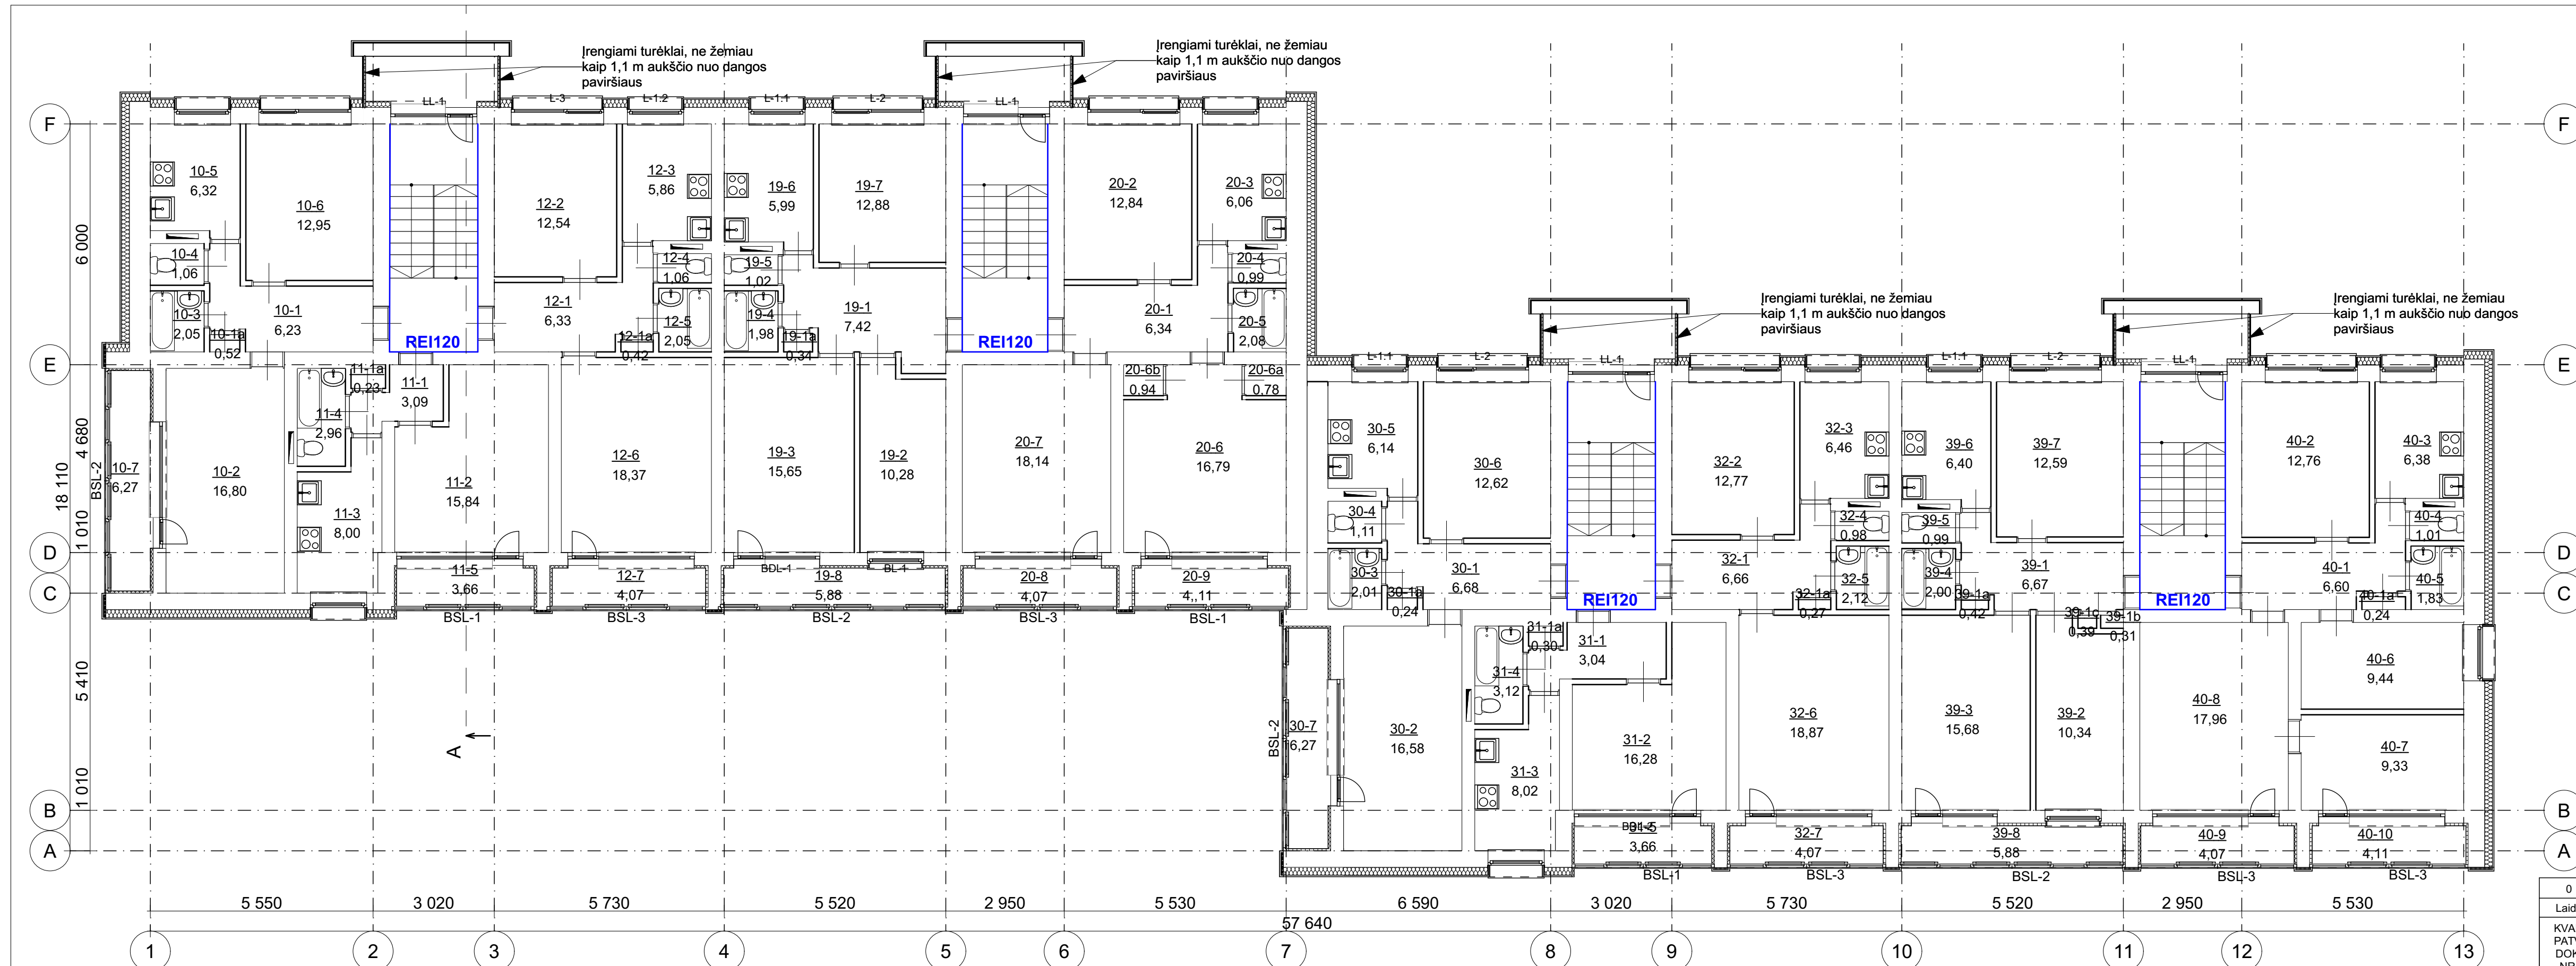 Įrengiami turėklai, ne žemiau
kaip 1,1 m aukščio nuo dangos
paviršiaus
Įrengiami turėklai, ne žemiau
kaip 1,1 m aukščio nuo dangos
paviršiaus
LL-1
L-3
L-1.2
L-1.1
L-2
LL-1
F
F
10-5
6,32
10-6
12,95
12-2
12,54
12-3
5,86
19-6
5,99
19-7
12,88
20-2
12,84
20-3
6,06
6 000
10-4
1,06
12-4
1,06
19-5
1,02
20-4
0,99
10-3
2,05
10-1a
0,52
10-1
6,23
REI120
12-1
6,33
12-1a
0,42
12-5
2,05
19-4
1,98
19-1a
0,34
19-1
7,42
REI120
20-1
6,34
20-5
2,08
Įrengiami turėklai, ne žemiau
kaip 1,1 m aukščio nuo dangos
paviršiaus
Įrengiami turėklai, ne žemiau
kaip 1,1 m aukščio nuo dangos
paviršiaus
E
E
L-1.1
L-2
LL-1
L-1.1
L-2
LL-1
11-1a
0,23
11-1
3,09
20-6b
0,94
20-6a
0,78
4 680
18 110
BSL-2
10-7
6,27
10-2
16,80
11-4
2,96
11-3
8,00
11-2
15,84
12-6
18,37
19-3
15,65
19-2
10,28
20-7
18,14
20-6
16,79
30-5
6,14
30-6
12,62
32-2
12,77
32-3
6,46
39-6
6,40
39-7
12,59
40-2
12,76
40-3
6,38
1 010
30-4
1,11
32-4
0,98
39-5
0,99
40-4
1,01
D
D
C
C
11-5
3,66
12-7
4,07
BDL-1
19-8
5,88
BL-1
20-8
4,07
20-9
4,,11
BSL-1
BSL-3
BSL-2
BSL-3
BSL-1
30-3
2,01
30-1a
0,24
30-1
6,68
REI120
32-1
6,66
32-1a
0,27
32-5
2,12
39-4
2,00
39-1a
0,42
39-1
6,67
39-1c
0,39
39-1b
0,31
REI120
40-1
6,60
40-1a
0,24
40-5
1,83
5 410
A
BSL-2
30-7
6,27
30-2
16,58
31-4
3,12
31-1a
0,30
31-1
3,04
31-3
8,02
31-2
16,28
32-6
18,87
39-3
15,68
39-2
10,34
40-8
17,96
40-6
9,44
40-7
9,33
1 010
B
B
A
A
31-5
3,66
32-7
4,07
39-8
5,88
40-9
4,07
40-10
4,11
BSL-1
BSL-3
BSL-2
BSL-3
BSL-3
5 550
3 020
5 730
5 520
2 950
5 530
6 590
3 020
5 730
5 520
2 950
5 530
57 640
1
2
3
4
5
6
7
8
9
10
11
12
13
0
Laid
KVA